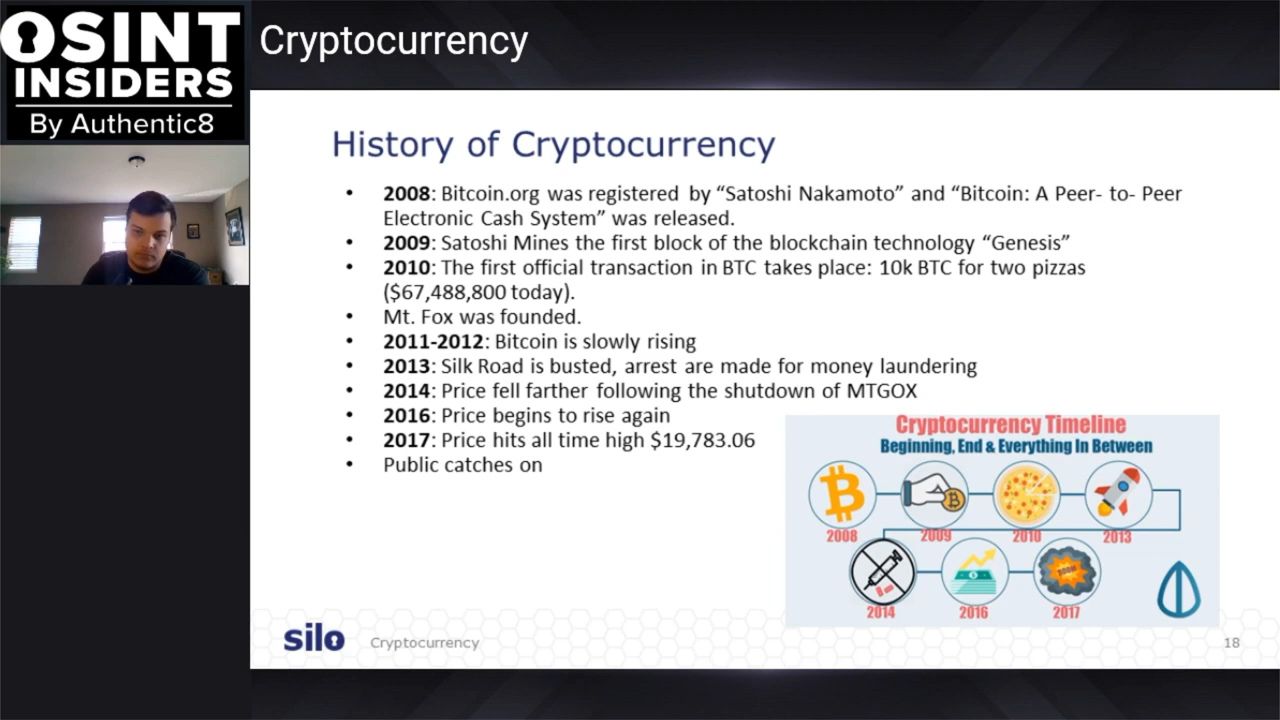 OSINT
INSIDERS
By Authentic8
Cryptocurrency
History of Cryptocurrency
• 2008: Bitcoin.org was registered by “Satoshi Nakamoto” and “Bitcoin: A Peer- to- Peer
Electronic Cash System” was released.
• 2009: Satoshi Mines the first block of the blockchain technology “Genesis”
• 2010: The first official transaction in BTC takes place: 10k BTC for two pizzas
($67,488,800 today).
• Mt. Fox was founded.
• 2011-2012: Bitcoin is slowly rising
• 2013: Silk Road is busted, arrest are made for money laundering
• 2014: Price fell farther following the shutdown of MTGOX
• 2016: Price begins to rise again
• 2017: Price hits all time high $19,783.06
• Public catches on
Cryptocurrency Timeline
Beginning, End & Everything In Between
2008 2009 2010 2013
BOOM
2014 2016 2017
silo Cryptocurrency 18